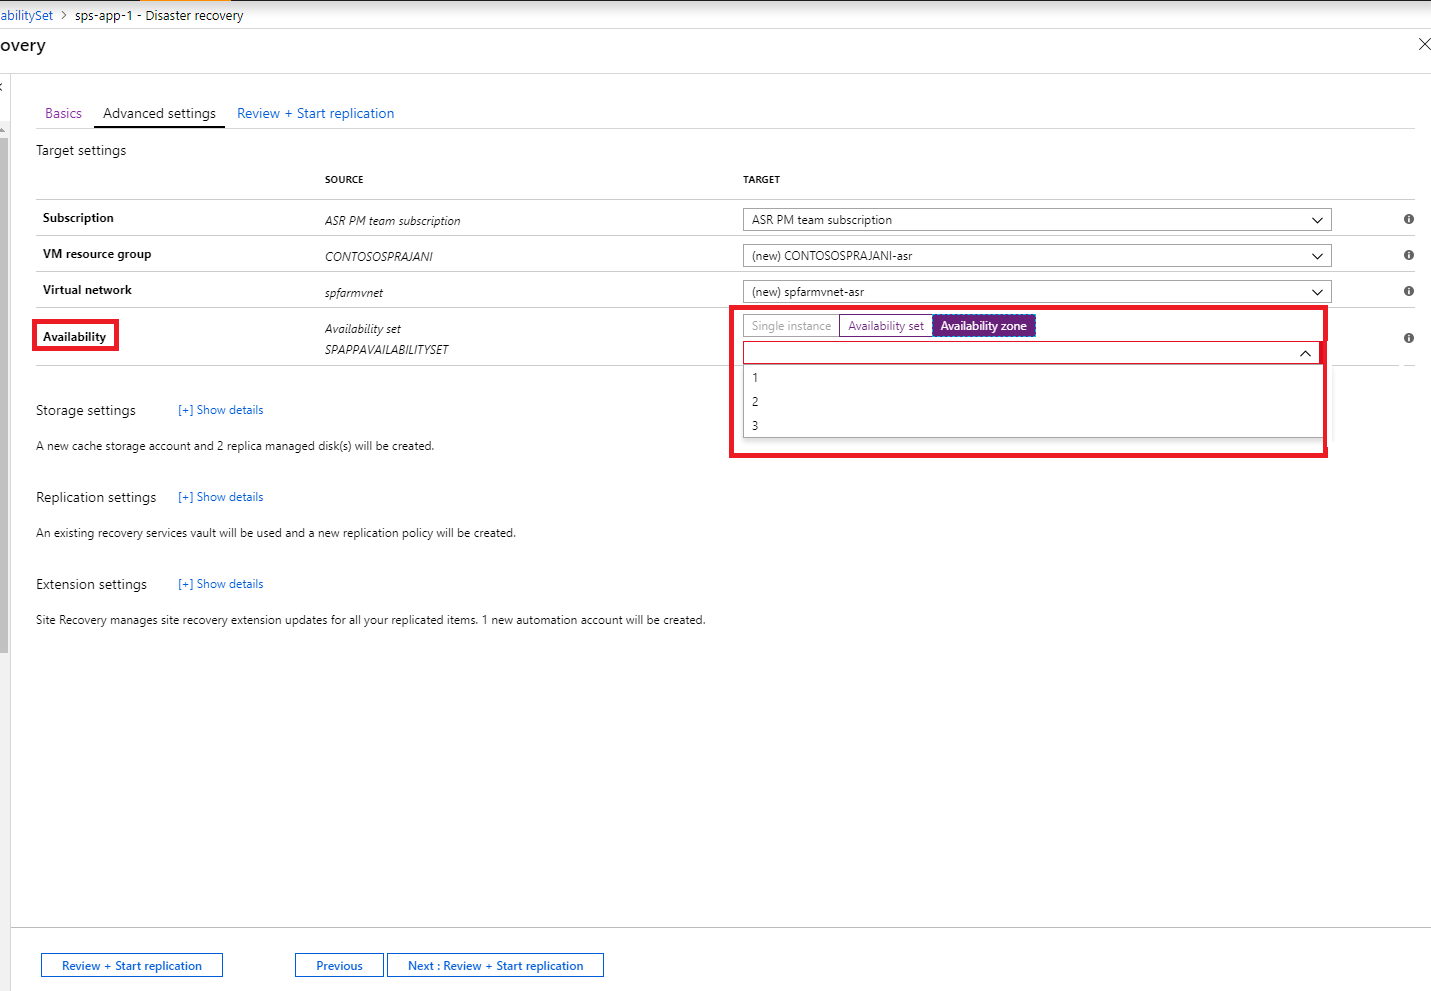 abilitySet > sps-app-1 - Disaster recovery
overy
Basics Advanced settings Review + Start replication
Target settings
SOURCE TARGET
Subscription ASR PM team subscription ASR PM team subscription
VM resource group CONTOSOSPRAJANI (new) CONTOSOSPRAJANI-asr
Virtual network spfarmvnet (new) spfarmvnet-asr
Availability Availability set Single instance Availability set Availability zone
SPAPPAVAILABILITYSET
1
2
3
Storage settings [+] Show details
A new cache storage account and 2 replica managed disk(s) will be created.
Replication settings [+] Show details
An existing recovery services vault will be used and a new replication policy will be created.
Extension settings [+] Show details
Site Recovery manages site recovery extension updates for all your replicated items. 1 new automation account will be created.
Review + Start replication Previous Next : Review + Start replication